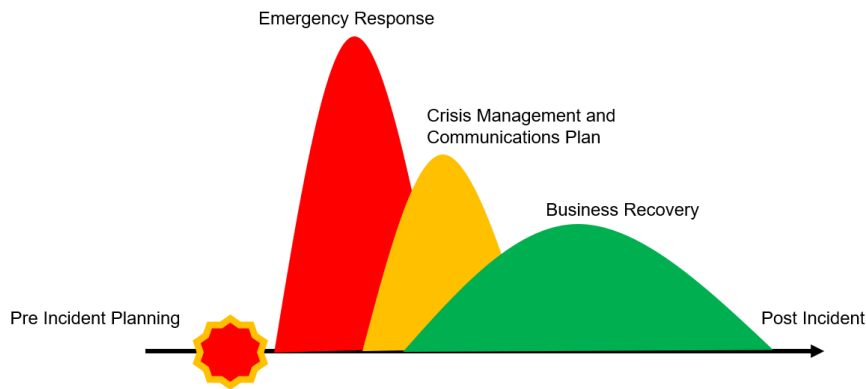 Emergency Response
Crisis Management and
Communications Plan
Business Recovery
Pre Incident Planning
Post Incident